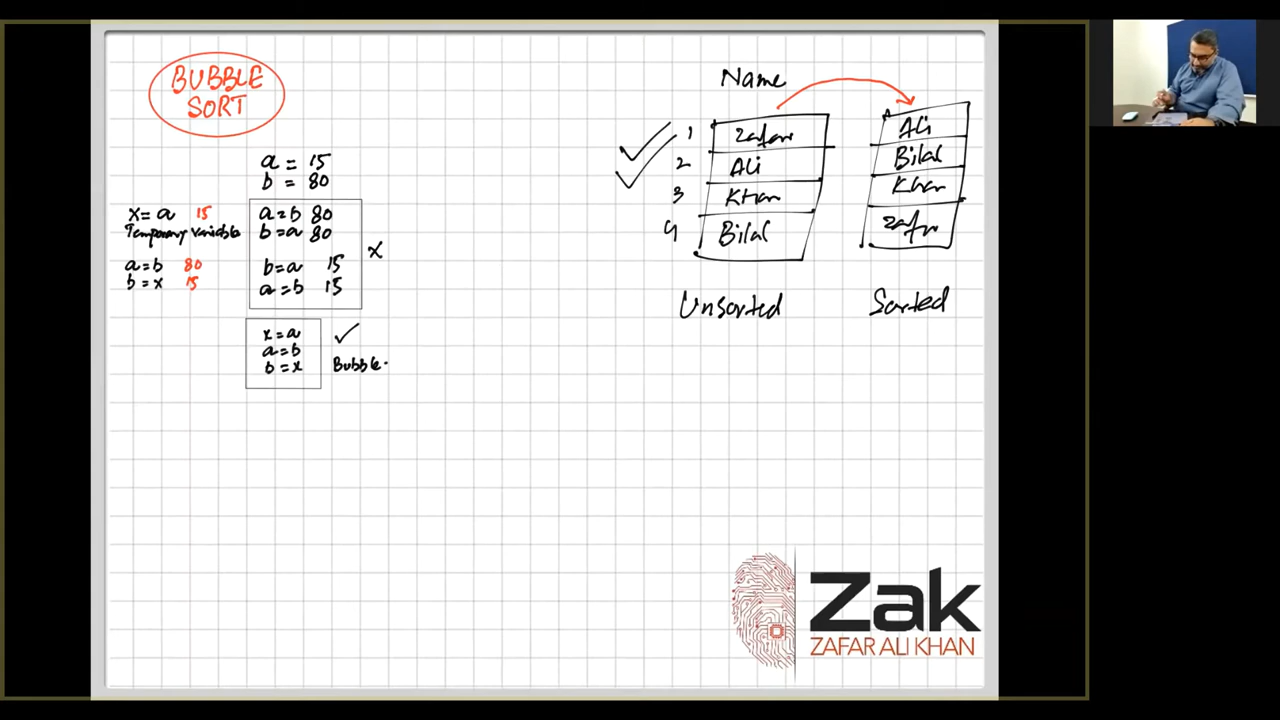 BUBBLE
SORT
a = 15
b = 80
x = a 15
Temporary Variable
a = b 80
b = x 15
a = b 80
b = a 80
b = a 15
a = b 15
x
x = a
a = b
b = x
Bubble.
Name
1 Zafar
2 Ali
3 Khan
4 Bilal
Unsorted
Ali
Bilal
Khan
Zafr
Sorted
Zak
ZAFAR ALI KHAN